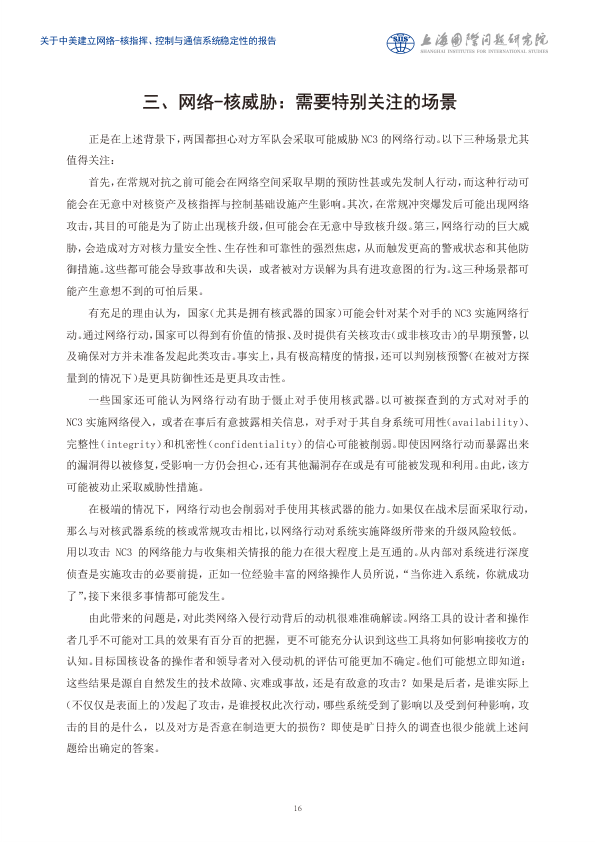 关于中美建立网络-核指挥、控制与通信系统稳定性的报告
SIIS
上海国际问题研究院
SHANGHAI INSTITUTES FOR INTERNATIONAL STUDIES
三、网络-核威胁：需要特别关注的场景
正是在上述背景下，两国都担心对方军队会采取可能威胁NC3的网络行动。以下三种场景尤其
值得关注：
首先，在常规对抗之前可能会在网络空间采取早期的预防性甚或先发制人行动，而这种行动可
能会在无意中对核资产及核指挥与控制基础设施产生影响。其次，在常规冲突爆发后可能出现网络
攻击，其目的可能是为了防止出现核升级，但可能会在无意中导致核升级。第三，网络行动的巨大威
胁，会造成对方对核力量安全性、生存性和可靠性的强烈焦虑，从而触发更高的警戒状态和其他防
御措施。这些都可能会导致事故和失误，或者被对方误解为具有进攻意图的行为。这三种场景都可
能产生意想不到的可怕后果。
有充足的理由认为，国家（尤其是拥有核武器的国家）可能会针对某个对手的NC3实施网络行
动。通过网络行动，国家可以得到有价值的情报、及时提供有关核攻击（或非核攻击）的早期预警，以
及确保对方并未准备发起此类攻击。事实上，具有极高精度的情报，还可以判别核预警（在被对方探
量到的情况下）是更具防御性还是更具攻击性。
一些国家还可能认为网络行动有助于慑止对手使用核武器。以可被探查到的方式对对手的
NC3实施网络侵入，或者在事后有意披露相关信息，对手对于其自身系统可用性（availability）、
完整性（integrity）和机密性（confidentiality）的信心可能被削弱。即使因网络行动而暴露出来
的漏洞得以被修复，受影响一方仍会担心，还有其他漏洞存在或是有可能被发现和利用。由此，该方
可能被劝止采取威胁性措施。
在极端的情况下，网络行动也会削弱对手使用其核武器的能力。如果仅在战术层面采取行动，
那么与对核武器系统的核或常规攻击相比，以网络行动对系统实施降级所带来的升级风险较低。
用以攻击 NC3 的网络能力与收集相关情报的能力在很大程度上是互通的。从内部对系统进行深度
侦查是实施攻击的必要前提，正如一位经验丰富的网络操作人员所说，“当你进入系统，你就成功
了”，接下来很多事情都可能发生。
由此带来的问题是，对此类网络入侵行动背后的动机很难准确解读。网络工具的设计者和操作
者几乎不可能对工具的效果有百分百的把握，更不可能充分认识到这些工具将如何影响接收方的
认知。目标国核设备的操作者和领导者对入侵动机的评估可能更加不确定。他们可能想立即知道：
这些结果是源自自然发生的技术故障、灾难或事故，还是有敌意的攻击？如果是后者，是谁实际上
（不仅仅是表面上的）发起了攻击，是谁授权此次行动，哪些系统受到了影响以及受到何种影响，攻
击的目的是什么，以及对方是否意在制造更大的损伤？即使是旷日持久的调查也很少能就上述问
题给出确定的答案。
16